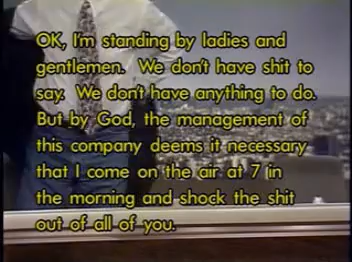 OK, I'm standing by ladies and
gentlemen. We don't have shit to
say. We don't have anything to do.
But by God, the management of
this company deems it necessary
that I come on the air at 7 in
the morning and shock the shit
out of all of you.